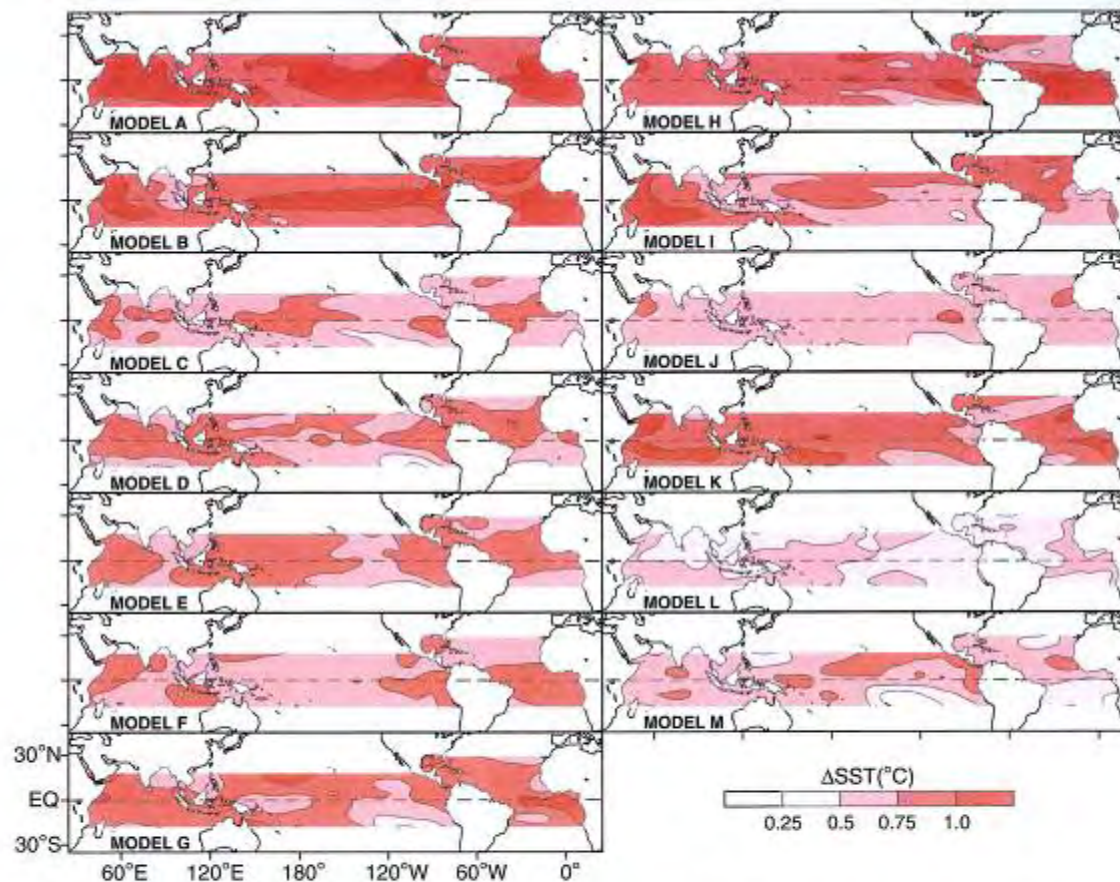 MODEL A
MODEL H
MODEL B
MODEL I
MODEL C
MODEL J
MODEL D
MODEL K
MODEL E
MODEL L
MODEL F
MODEL M
30°N
EQ
30°S
MODEL G
60°E 120°E 180° 120°W 60°W 0°
ΔSST(°C)
0.25 0.5 0.75 1.0